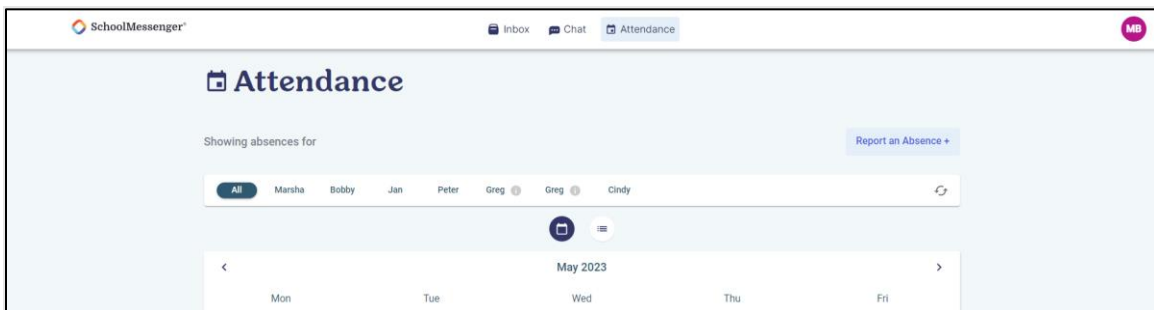 SchoolMessenger® Inbox Chat Attendance MB
Attendance
Showing absences for Report an Absence +
All Marsha Bobby Jan Peter Greg Greg Cindy
May 2023
Mon Tue Wed Thu Fri